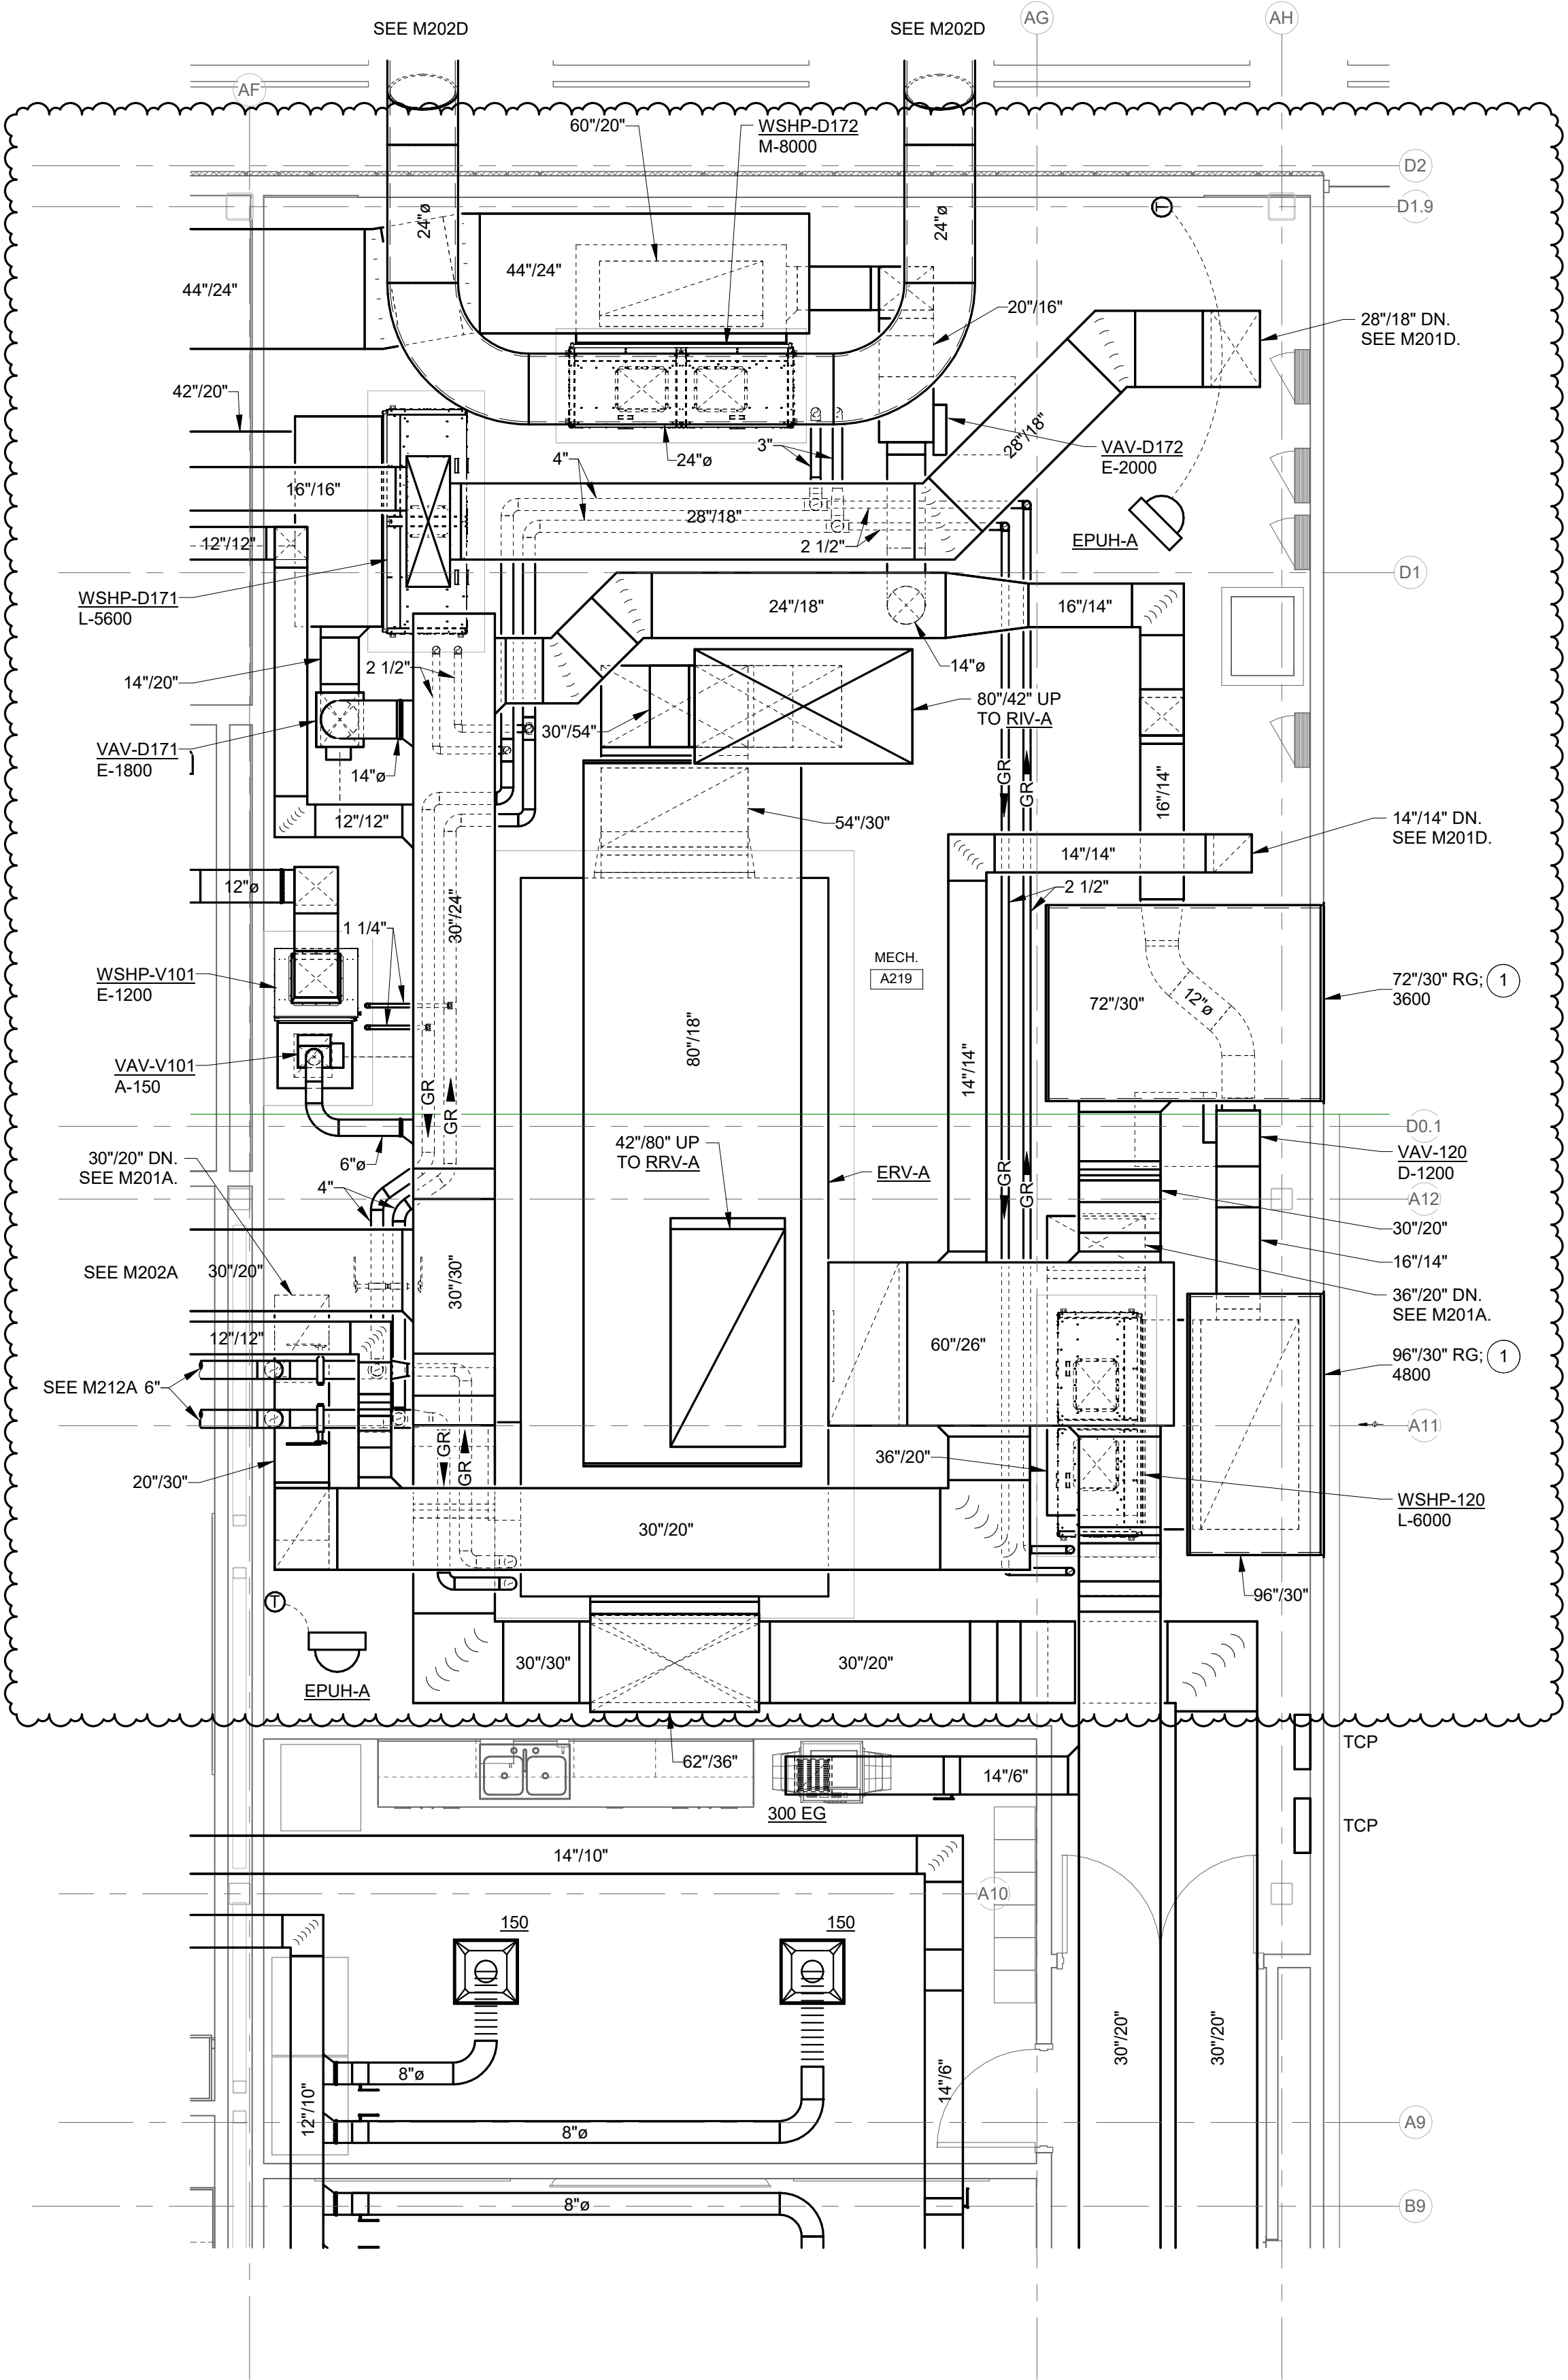 SEE M202D
SEE M202D
AG
AH
AF
60"/20"
WSHP-D172
M-8000
D2
D1.9
24"ø
24"ø
T
44"/24"
44"/24"
20"/16"
28"/18" DN.
SEE M201D.
42"/20"
28"/18"
VAV-D172
E-2000
24"ø
3"
4"
16"/16"
28"/18"
2 1/2"
EPUH-A
12"/12"
D1
WSHP-D171
L-5600
24"/18"
16"/14"
14"ø
2 1/2"
14"/20"
80"/42" UP
TO RIV-A
30"/54"
VAV-D171
E-1800
14"ø
GR
GR
16"/14"
12"/12"
54"/30"
14"/14" DN.
SEE M201D.
14"/14"
12"ø
2 1/2"
30"/24"
1 1/4"
MECH.
A219
WSHP-V101
E-1200
72"/30"
12"ø
72"/30" RG;
3600
1
80"/18"
VAV-V101
A-150
14"/14"
GR
GR
D0.1
6"ø
42"/80" UP
TO RRV-A
ERV-A
VAV-120
D-1200
30"/20" DN.
SEE M201A.
4"
GR
GR
A12
30"/20"
16"/14"
SEE M202A
30"/20"
30"/30"
36"/20" DN.
SEE M201A.
12"/12"
60"/26"
96"/30" RG;
4800
1
SEE M212A 6"
A11
GR
GR
36"/20"
20"/30"
WSHP-120
L-6000
30"/20"
96"/30"
T
EPUH-A
30"/30"
30"/20"
62"/36"
TCP
14"/6"
300 EG
TCP
14"/10"
A10
150
150
30"/20"
30"/20"
8"ø
14"/6"
12"/10"
8"ø
A9
8"ø
B9